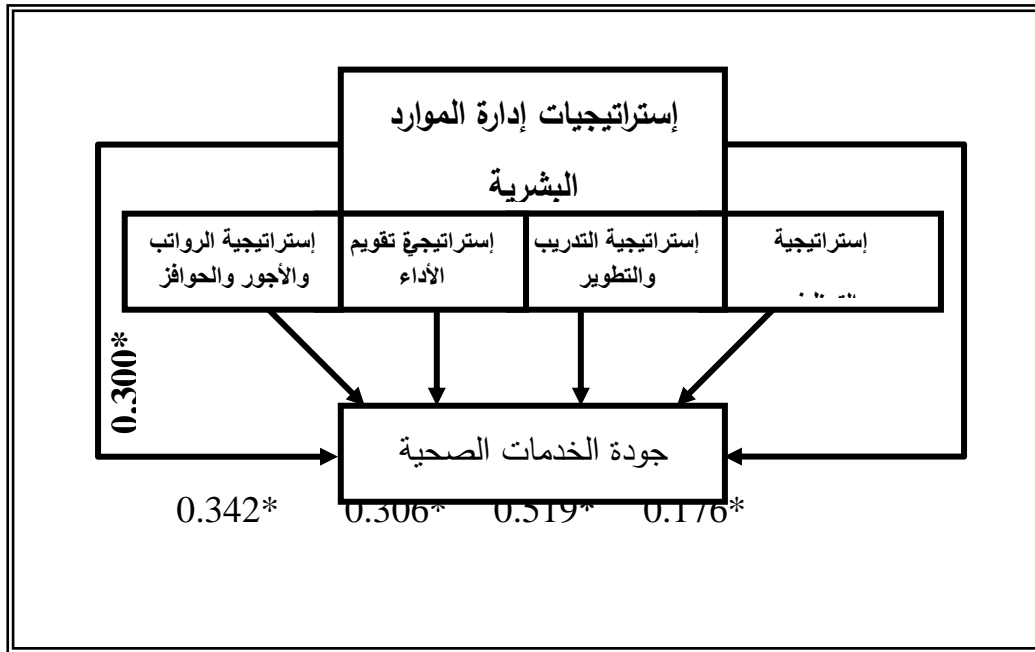 إستراتيجيات إدارة الموارد
البشرية
إستراتيجية
إستراتيجية التدريب
والتطوير
إستراتيجية تقويم
الأداء
إستراتيجية الرواتب
والأجور والحوافز
0.300*
جودة الخدمات الصحية
0.342* 0.306* 0.519* 0.176*